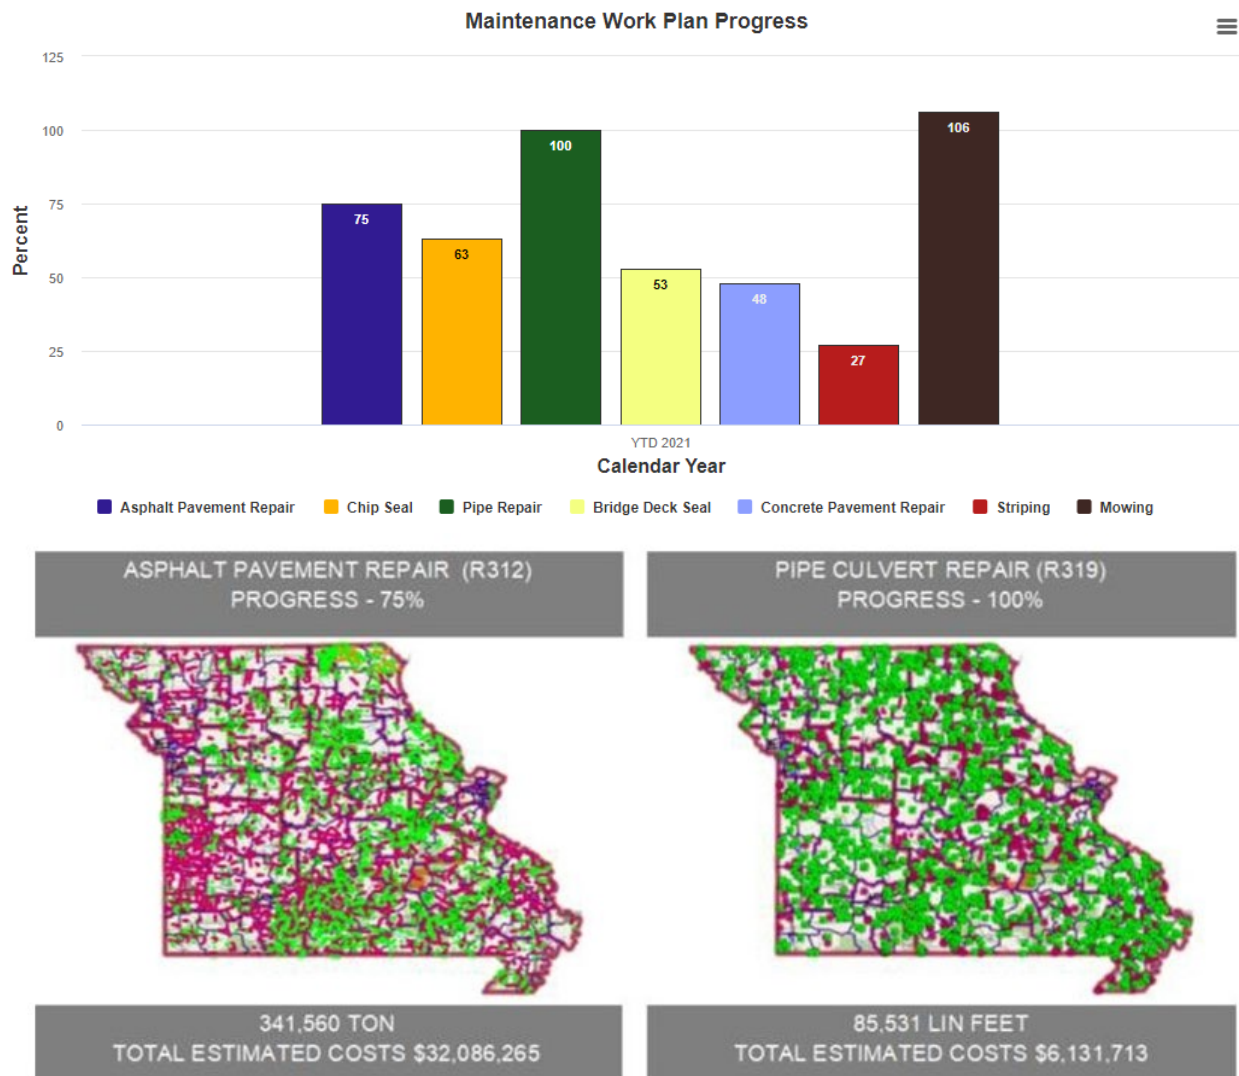 Maintenance Work Plan Progress
125
100
75
50
25
0
Percent
75
63
100
53
48
27
106
YTD 2021
Calendar Year
Asphalt Pavement Repair Chip Seal Pipe Repair Bridge Deck Seal Concrete Pavement Repair Striping Mowing
ASPHALT PAVEMENT REPAIR (R312)
PROGRESS - 75%
PIPE CULVERT REPAIR (R319)
PROGRESS - 100%
341,560 TON
TOTAL ESTIMATED COSTS $32,086,265
85,531 LIN FEET
TOTAL ESTIMATED COSTS $6,131,713